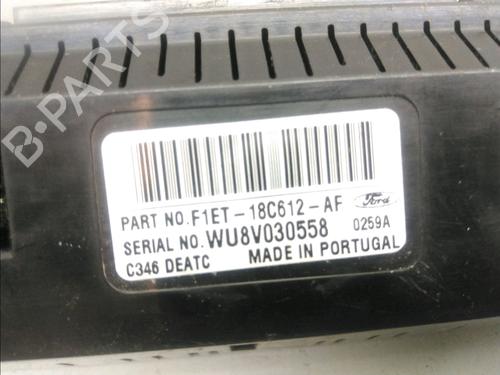 B-PARTS
PART NO. F1ET-18C612-AF Ford
SERIAL NO. WU8V030558 0259A
C346 DEATC MADE IN PORTUGAL